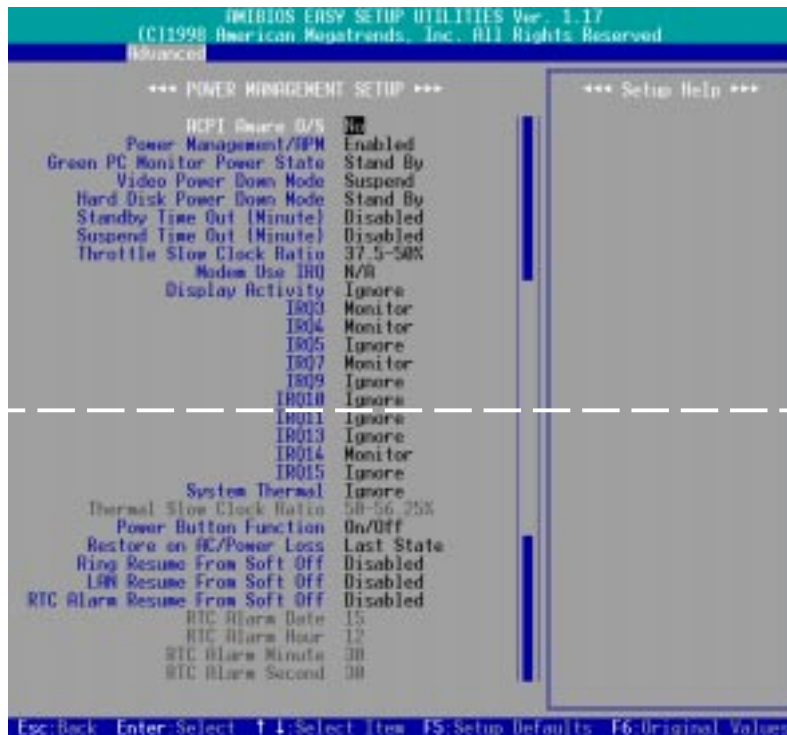 AMIBIOS EASY SETUP UTILITIES Ver. 1.17
(C)1998 American Megatrends, Inc. All Rights Reserved
Advanced
*** POWER MANAGEMENT SETUP ***
*** Setup Help ***
ACPI Aware O/S No
Power Management/APM Enabled
Green PC Monitor Power State Stand By
Video Power Down Mode Suspend
Hard Disk Power Down Mode Stand By
Standby Time Out (Minute) Disabled
Suspend Time Out (Minute) Disabled
Throttle Slow Clock Ratio 37.5-50%
Modem Use IRQ N/A
Display Activity Ignore
IRQ3 Monitor
IRQ4 Monitor
IRQ5 Ignore
IRQ7 Monitor
IRQ9 Ignore
IRQ10 Ignore
IRQ11 Ignore
IRQ13 Ignore
IRQ14 Monitor
IRQ15 Ignore
System Thermal Ignore
Thermal Slow Clock Ratio 50-56.25%
Power Button Function On/Off
Restore on AC/Power Loss Last State
Ring Resume From Soft Off Disabled
LAN Resume From Soft Off Disabled
RTC Alarm Resume From Soft Off Disabled
RTC Alarm Date 15
RTC Alarm Hour 12
RTC Alarm Minute 30
RTC Alarm Second 30
Esc:Back Enter:Select ↑↓:Select Item F5:Setup Defaults F6:Original Values